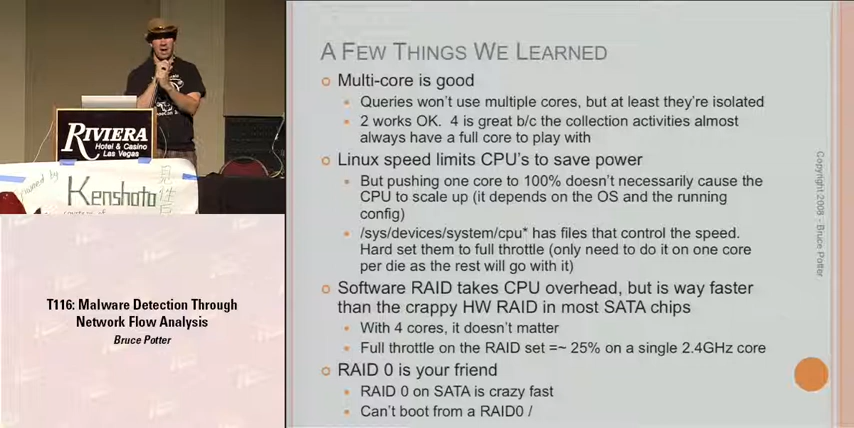 RIVIERA
Hotel & Casino
Las Vegas
owned by
Kenshoto
T116: Malware Detection Through
Network Flow Analysis
Bruce Potter
A FEW THINGS WE LEARNED
Multi-core is good
Queries won't use multiple cores, but at least they're isolated
2 works OK.  4 is great b/c the collection activities almost
always have a full core to play with
Linux speed limits CPU's to save power
But pushing one core to 100% doesn't necessarily cause the
CPU to scale up (it depends on the OS and the running
config)
/sys/devices/system/cpu* has files that control the speed.
Hard set them to full throttle (only need to do it on one core
per die as the rest will go with it)
Software RAID takes CPU overhead, but is way faster
than the crappy HW RAID in most SATA chips
With 4 cores, it doesn't matter
Full throttle on the RAID set =~ 25% on a single 2.4GHz core
RAID 0 is your friend
RAID 0 on SATA is crazy fast
Can't boot from a RAID0 /
Copyright 2008 - Bruce Potter